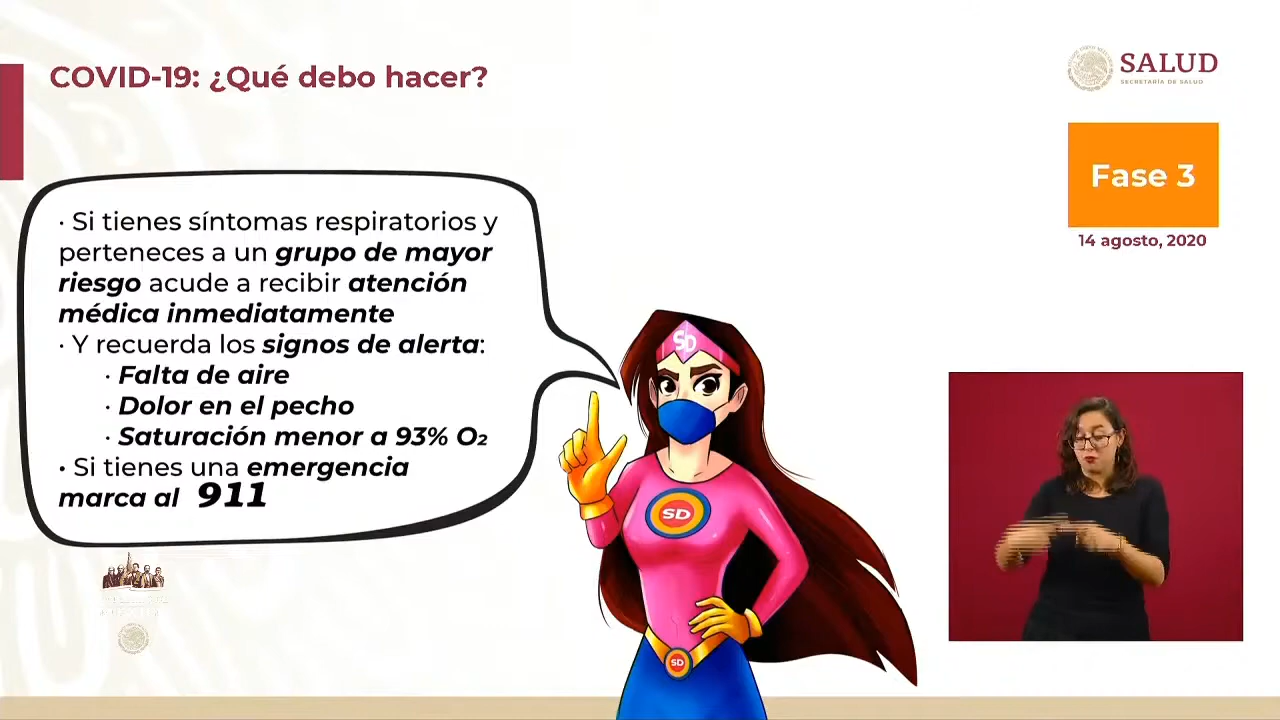 COVID-19: ¿Qué debo hacer?
SALUD
SECRETARÍA DE SALUD
Fase 3
14 agosto, 2020
· Si tienes síntomas respiratorios y
perteneces a un grupo de mayor
riesgo acude a recibir atención
médica inmediatamente
· Y recuerda los signos de alerta:
· Falta de aire
· Dolor en el pecho
· Saturación menor a 93% O₂
• Si tienes una emergencia
marca al 911
SD
SD
SD